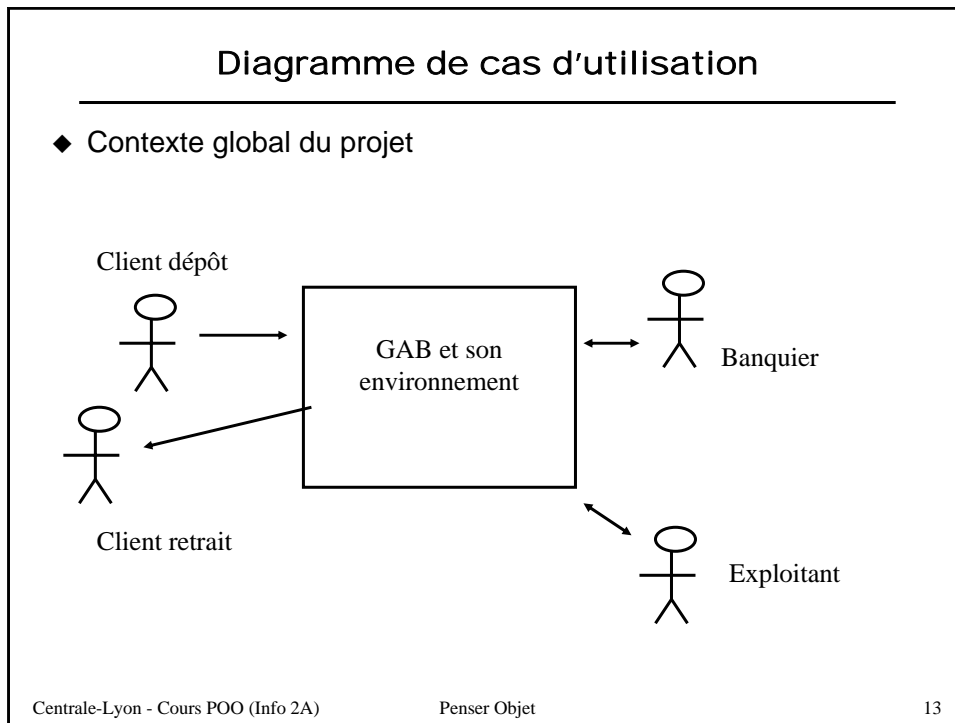 Diagramme de cas d'utilisation
◆ Contexte global du projet
Client dépôt
GAB et son
environnement
Banquier
Client retrait
Exploitant
Centrale-Lyon - Cours POO (Info 2A) Penser Objet 13